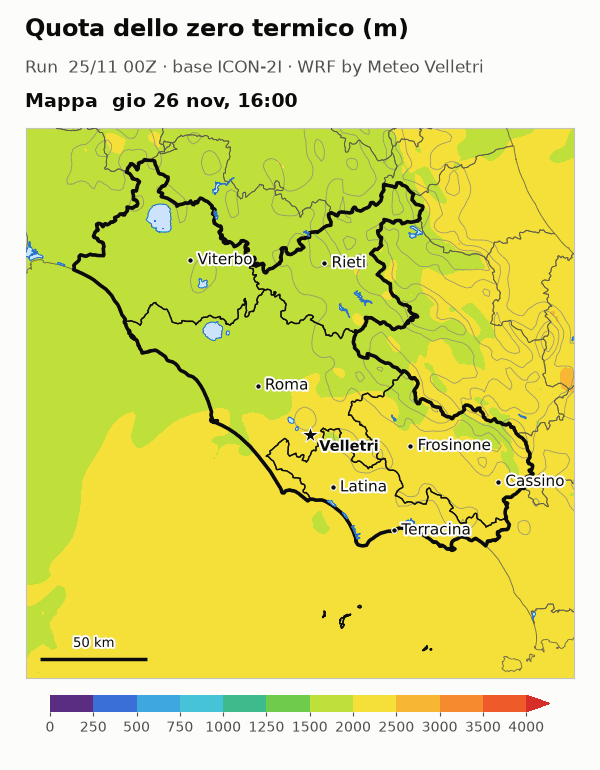 Quota dello zero termico (m)
Run 25/11 00Z · base ICON-2I · WRF by Meteo Velletri
Mappa gio 26 nov, 16:00
Viterbo
Rieti
Roma
Velletri
Frosinone
Cassino
Latina
Terracina
50 km
0 250 500 750 1000 1250 1500 2000 2500 3000 3500 4000